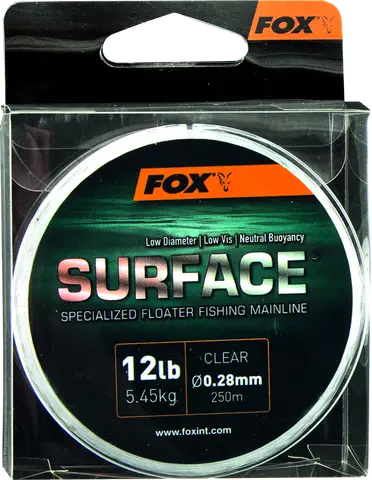 FOX
FOX
Low Diameter | Low Vis | Neutral Buoyancy
SURFACE
SPECIALIZED FLOATER FISHING MAINLINE
12lb
5.45kg
CLEAR
Ø0.28mm
250m
www.foxint.com